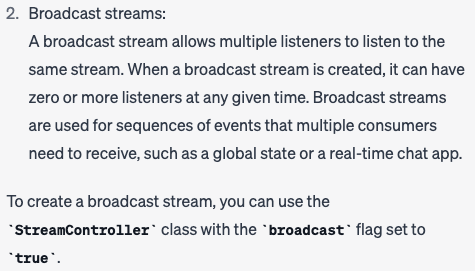 2. Broadcast streams:
A broadcast stream allows multiple listeners to listen to the
same stream. When a broadcast stream is created, it can have
zero or more listeners at any given time. Broadcast streams
are used for sequences of events that multiple consumers
need to receive, such as a global state or a real-time chat app.
To create a broadcast stream, you can use the
`StreamController` class with the `broadcast` flag set to
`true`.